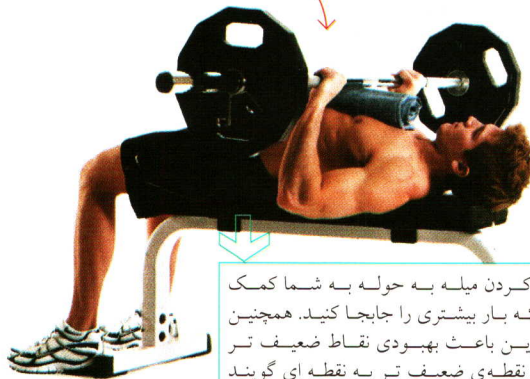 کردن میله به حوله به شما کمک
که بار بیشتری را جابجا کنید. همچنین
ین باعث بهبودی نقاط ضعیف تر
نقطه‌ی ضعیف تر به نقطه ای گویند